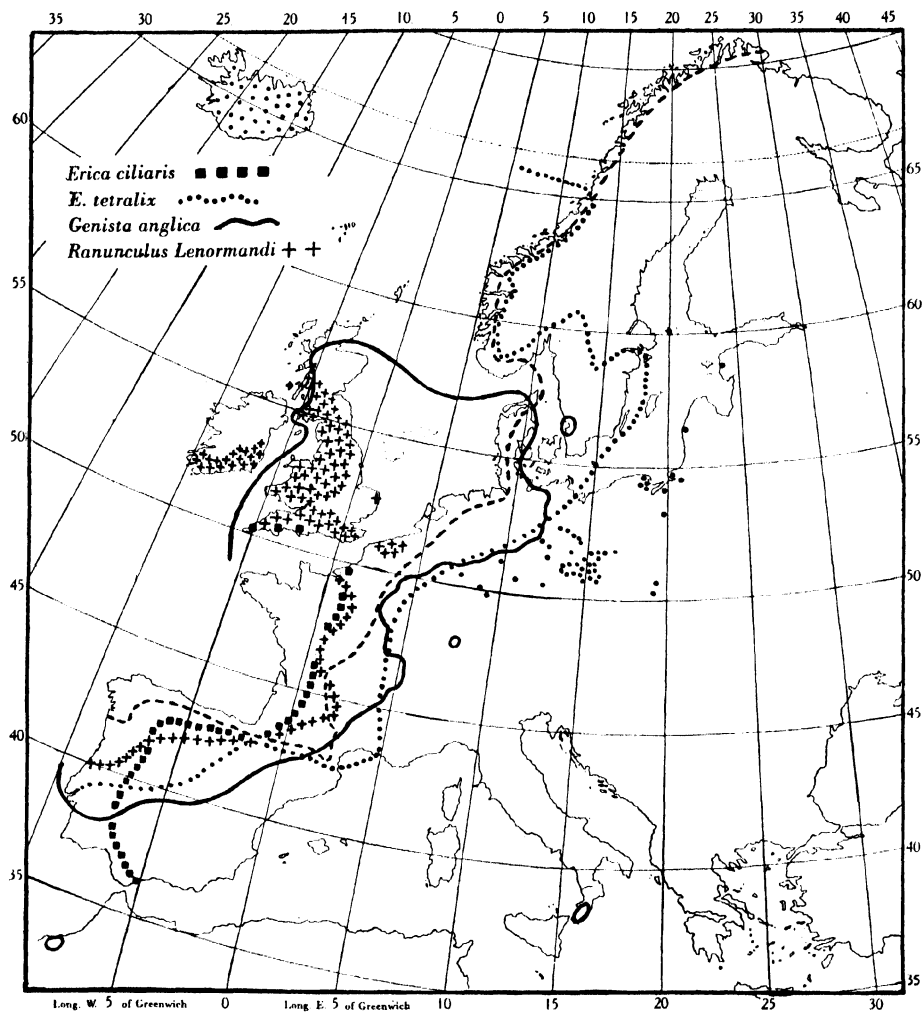 35 30 25 20 15 10 5 0 5 10 15 20 25 30 35 40 45
60
65
Erica ciliaris
E. tetralix
Genista anglica
Ranunculus Lenormandi + +
55
60
50
55
45
50
40
45
40
35
35
Long. W. 5 of Greenwich 0 Long E. 5 of Greenwich 10 15 20 25 30